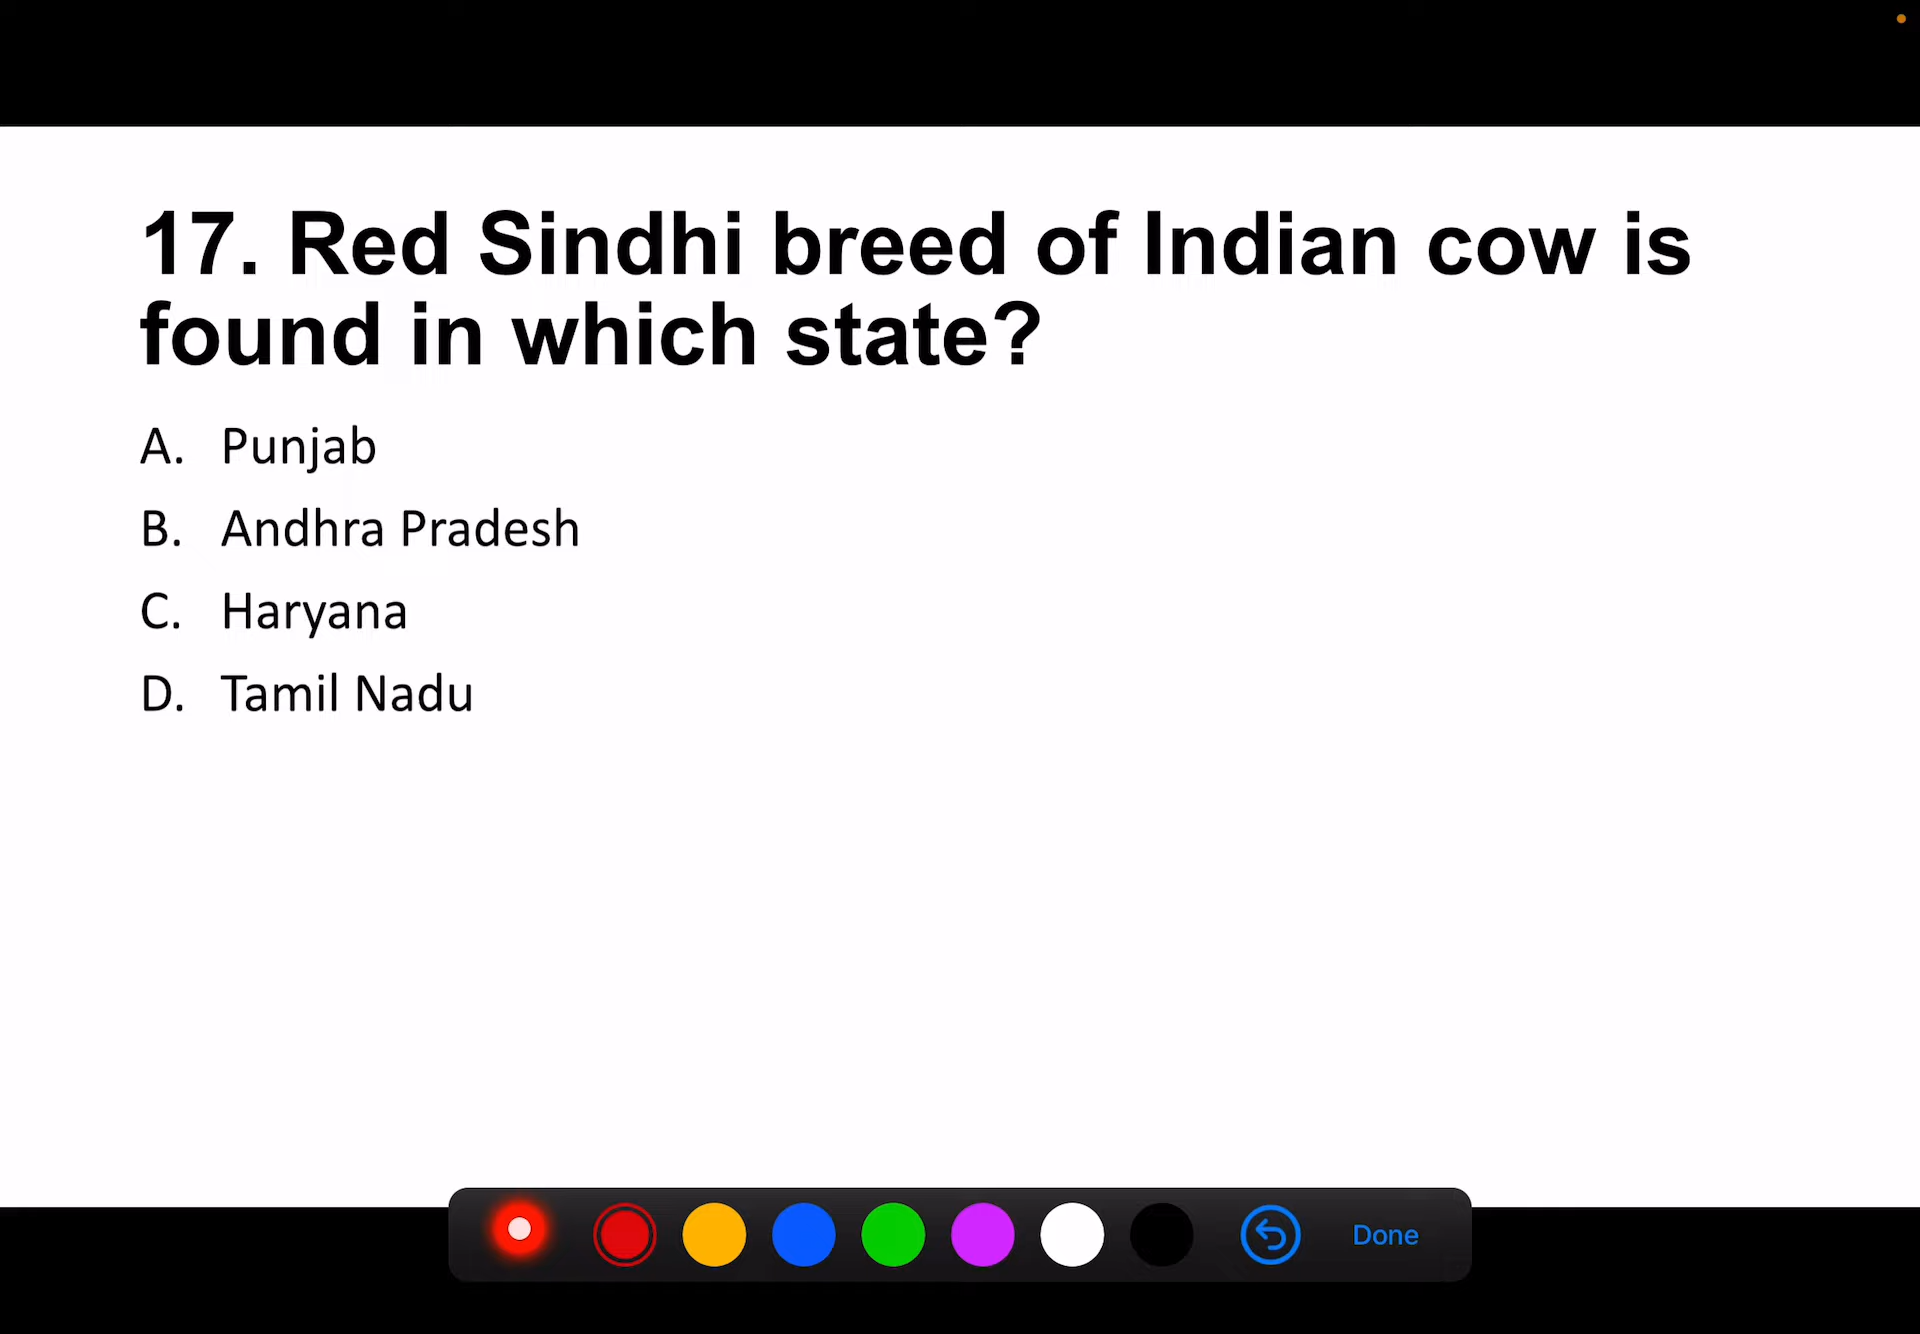 17. Red Sindhi breed of Indian cow is
found in which state?
A. Punjab
B. Andhra Pradesh
C. Haryana
D. Tamil Nadu
Done